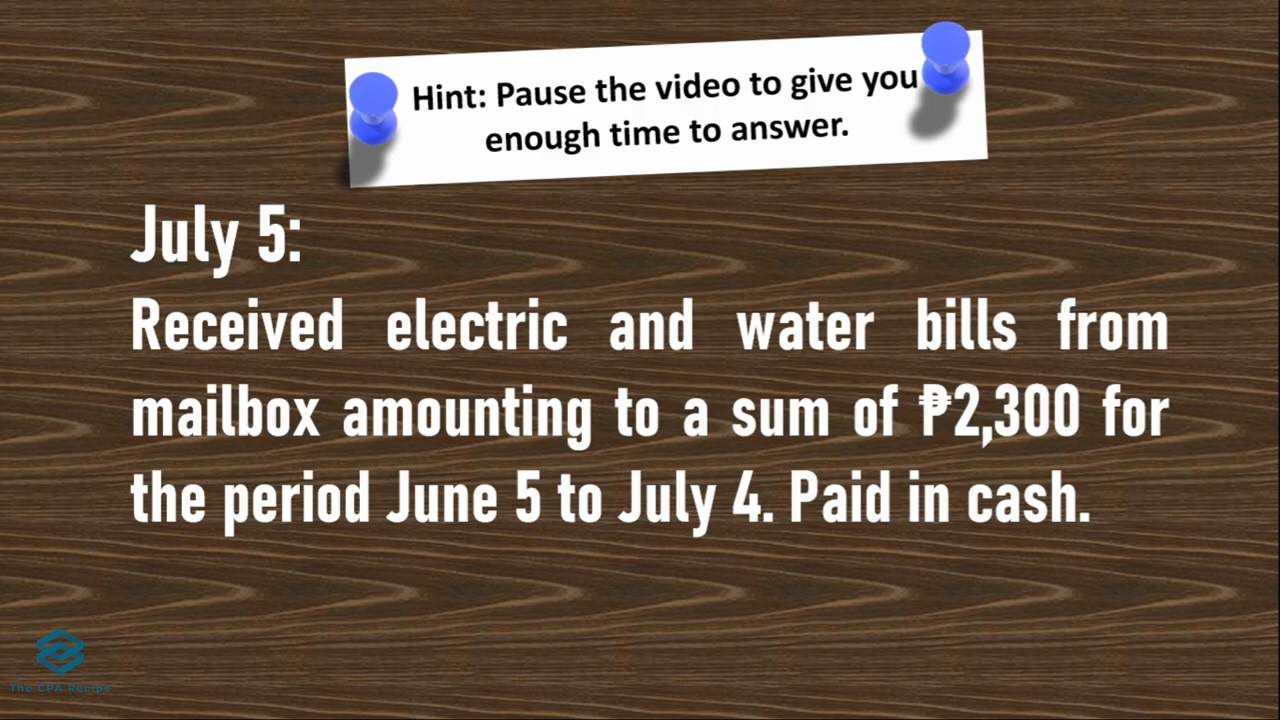 Hint: Pause the video to give you
enough time to answer.
July 5:
Received electric and water bills from
mailbox amounting to a sum of ₱2,300 for
the period June 5 to July 4. Paid in cash.
The CPA Recipe